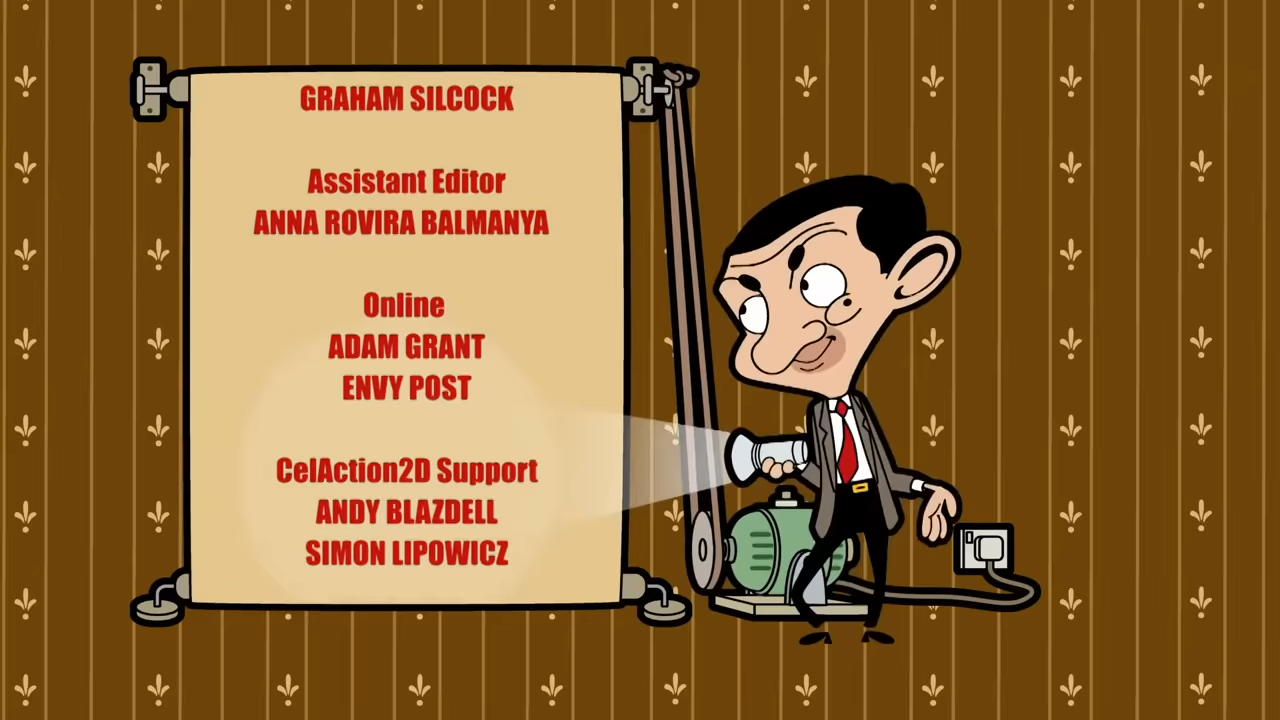 GRAHAM SILCOCK
Assistant Editor
ANNA ROVIRA BALMANYA
Online
ADAM GRANT
ENVY POST
CelAction2D Support
ANDY BLAZDELL
SIMON LIPOWICZ